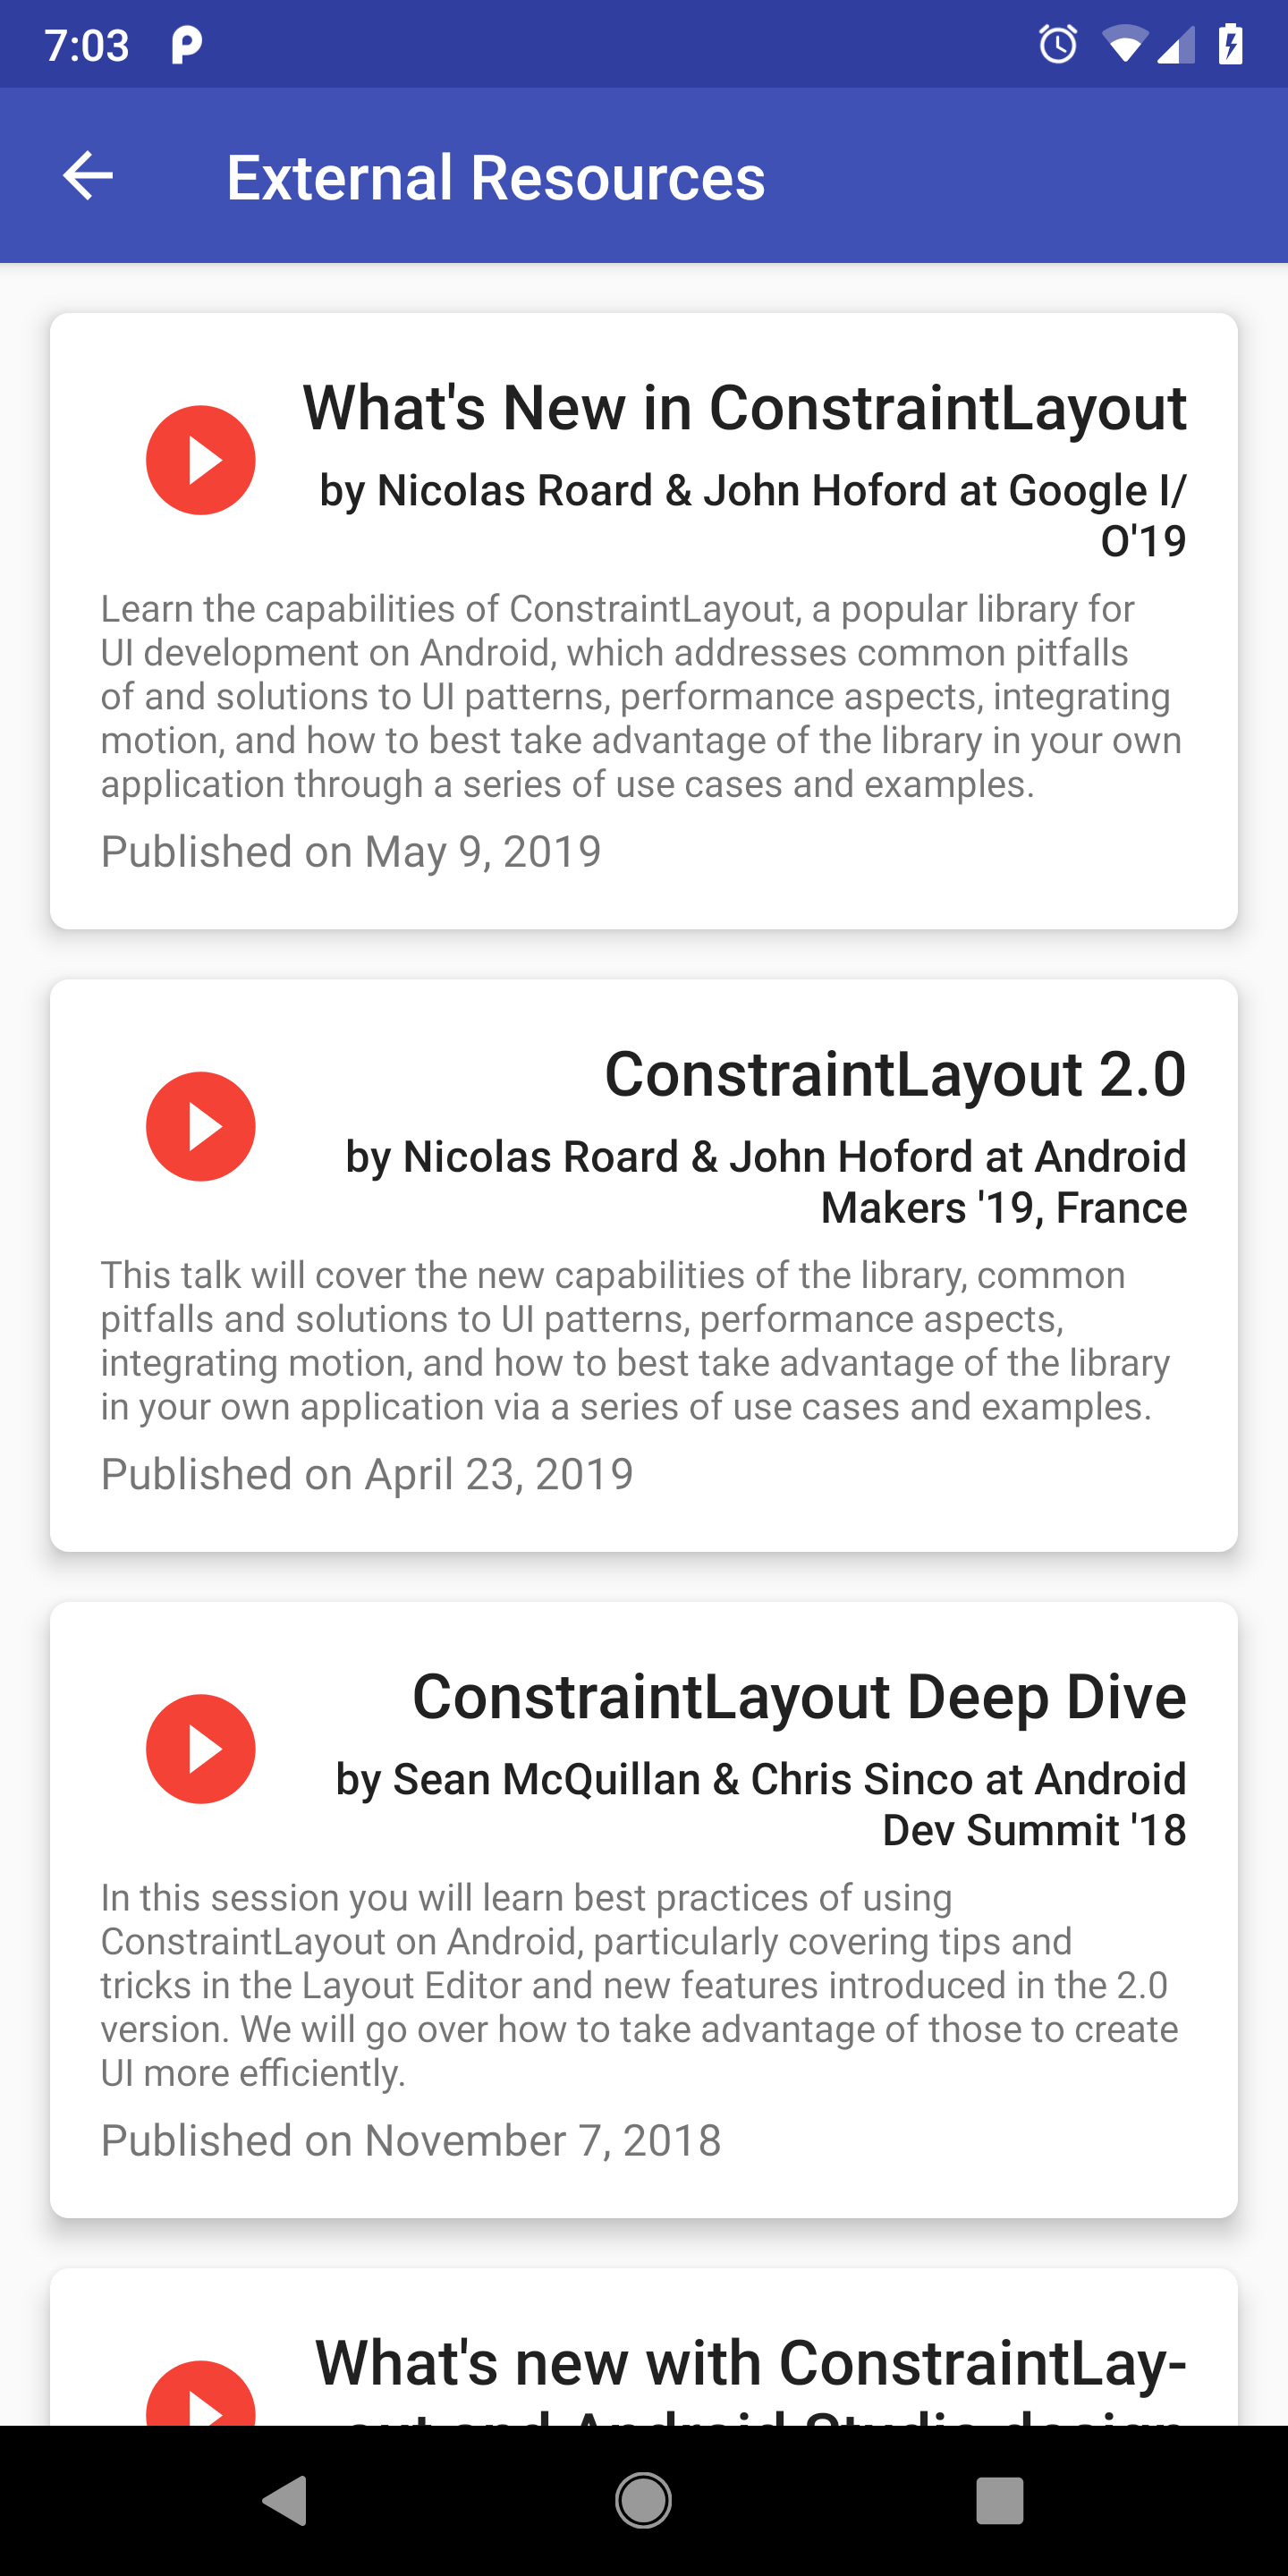 7:03
External Resources
What's New in ConstraintLayout
by Nicolas Roard & John Hoford at Google I/
O'19
Learn the capabilities of ConstraintLayout, a popular library for
UI development on Android, which addresses common pitfalls
of and solutions to UI patterns, performance aspects, integrating
motion, and how to best take advantage of the library in your own
application through a series of use cases and examples.
Published on May 9, 2019
ConstraintLayout 2.0
by Nicolas Roard & John Hoford at Android
Makers '19, France
This talk will cover the new capabilities of the library, common
pitfalls and solutions to UI patterns, performance aspects,
integrating motion, and how to best take advantage of the library
in your own application via a series of use cases and examples.
Published on April 23, 2019
ConstraintLayout Deep Dive
by Sean McQuillan & Chris Sinco at Android
Dev Summit '18
In this session you will learn best practices of using
ConstraintLayout on Android, particularly covering tips and
tricks in the Layout Editor and new features introduced in the 2.0
version. We will go over how to take advantage of those to create
UI more efficiently.
Published on November 7, 2018
What's new with ConstraintLay-
out and Android Studio design